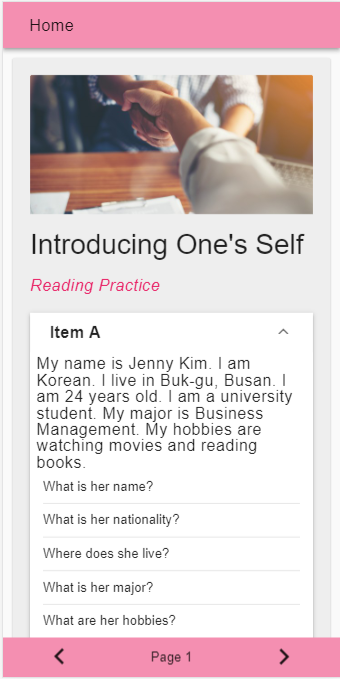 Home
Introducing One's Self
Reading Practice
Item A
My name is Jenny Kim. I am
Korean. I live in Buk-gu, Busan. I
am 24 years old. I am a university
student. My major is Business
Management. My hobbies are
watching movies and reading
books.
What is her name?
What is her nationality?
Where does she live?
What is her major?
What are her hobbies?
Page 1